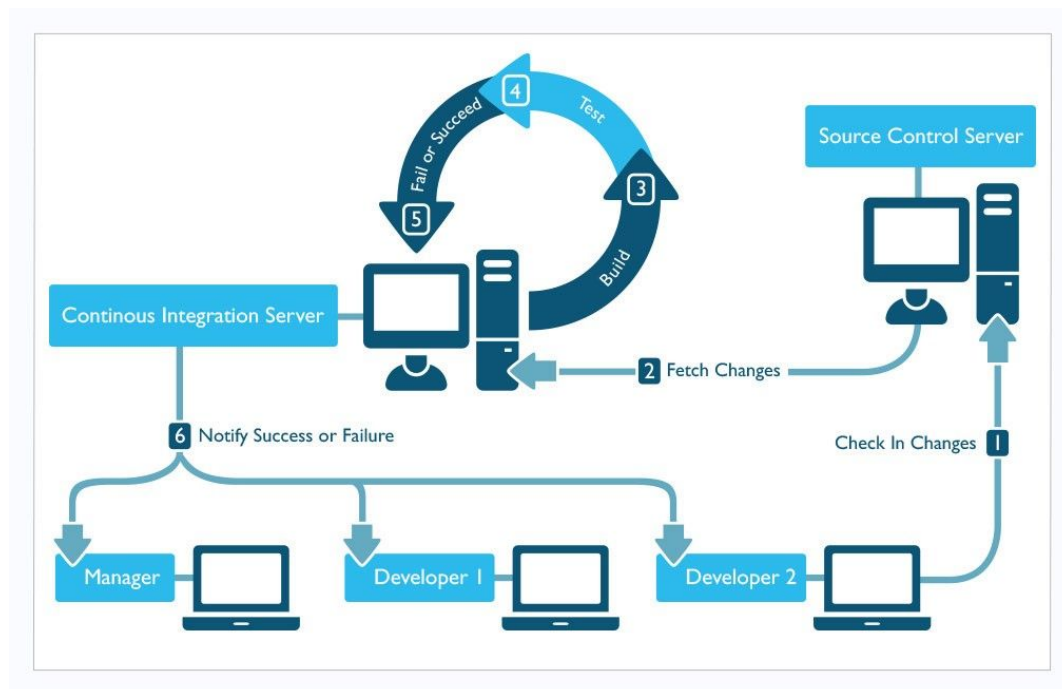 4
Test
Fail or Succeed
3
5
Build
Source Control Server
Continous Integration Server
2 Fetch Changes
6 Notify Success or Failure
Check In Changes 1
Manager
Developer 1
Developer 2